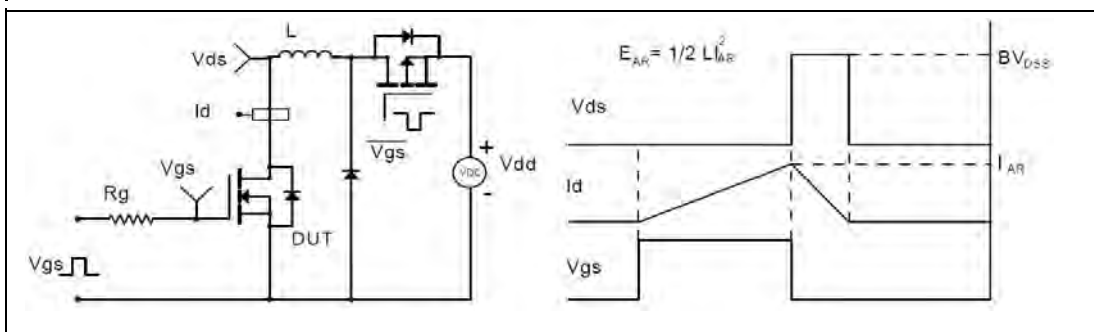 L
Vds
Id
Vgs
Rg
Vgs
DUT
Vgs
+
Vdd
VDC
-
E_AR = 1/2 LI²_AR
BV_DSS
Vds
I_AR
Id
Vgs